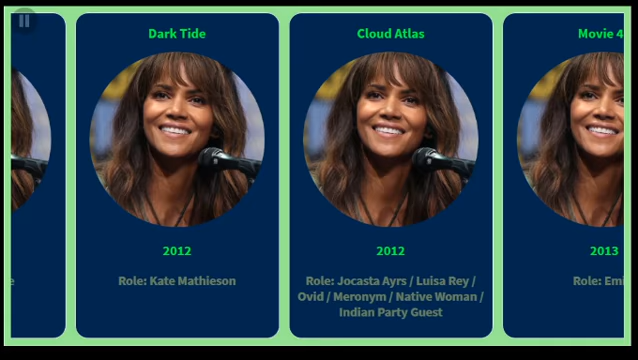 Dark Tide
2012
Role: Kate Mathieson
Cloud Atlas
2012
Role: Jocasta Ayrs / Luisa Rey /
Ovid / Meronym / Native Woman /
Indian Party Guest
Movie 4
2013
Role: